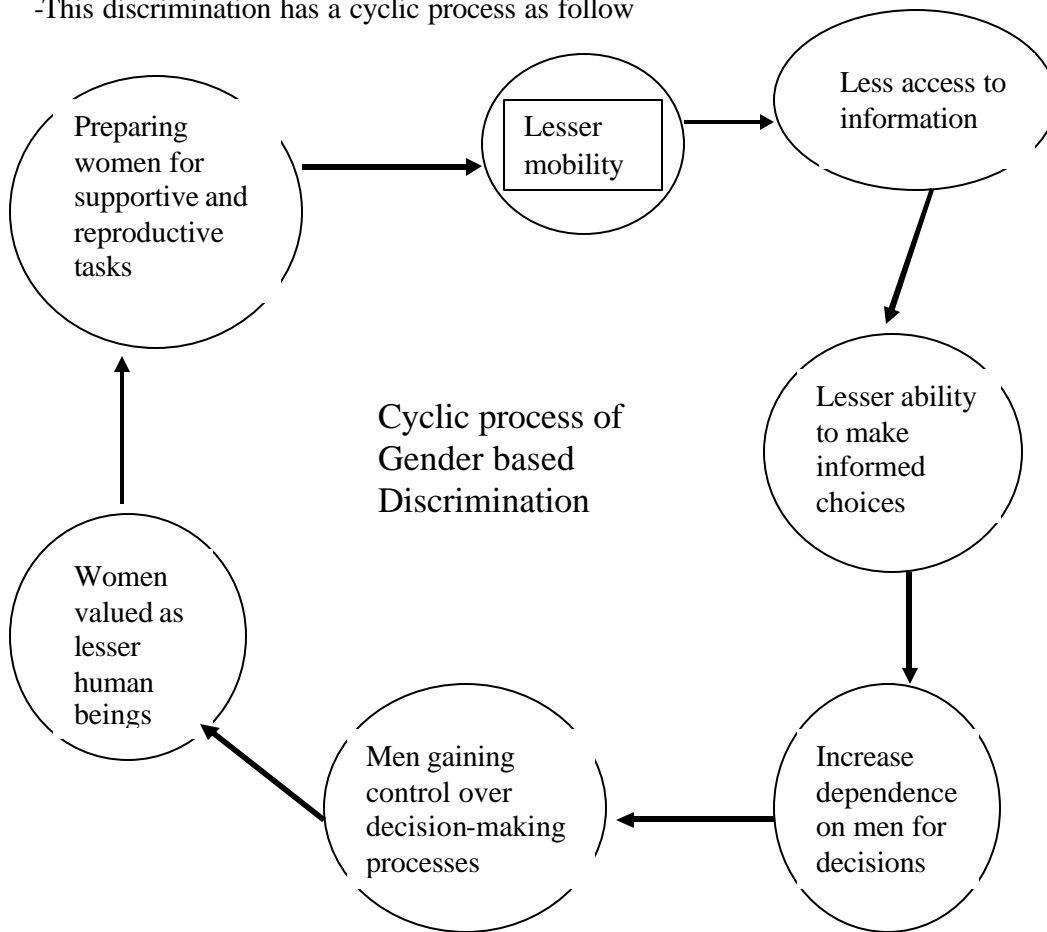 -This discrimination has a cyclic process as follow
Preparing
women for
supportive and
reproductive
tasks
Lesser
mobility
Less access to
information
Lesser ability
to make
informed
choices
Increase
dependence
on men for
decisions
Men gaining
control over
decision-making
processes
Women
valued as
lesser
human
beings
Cyclic process of
Gender based
Discrimination